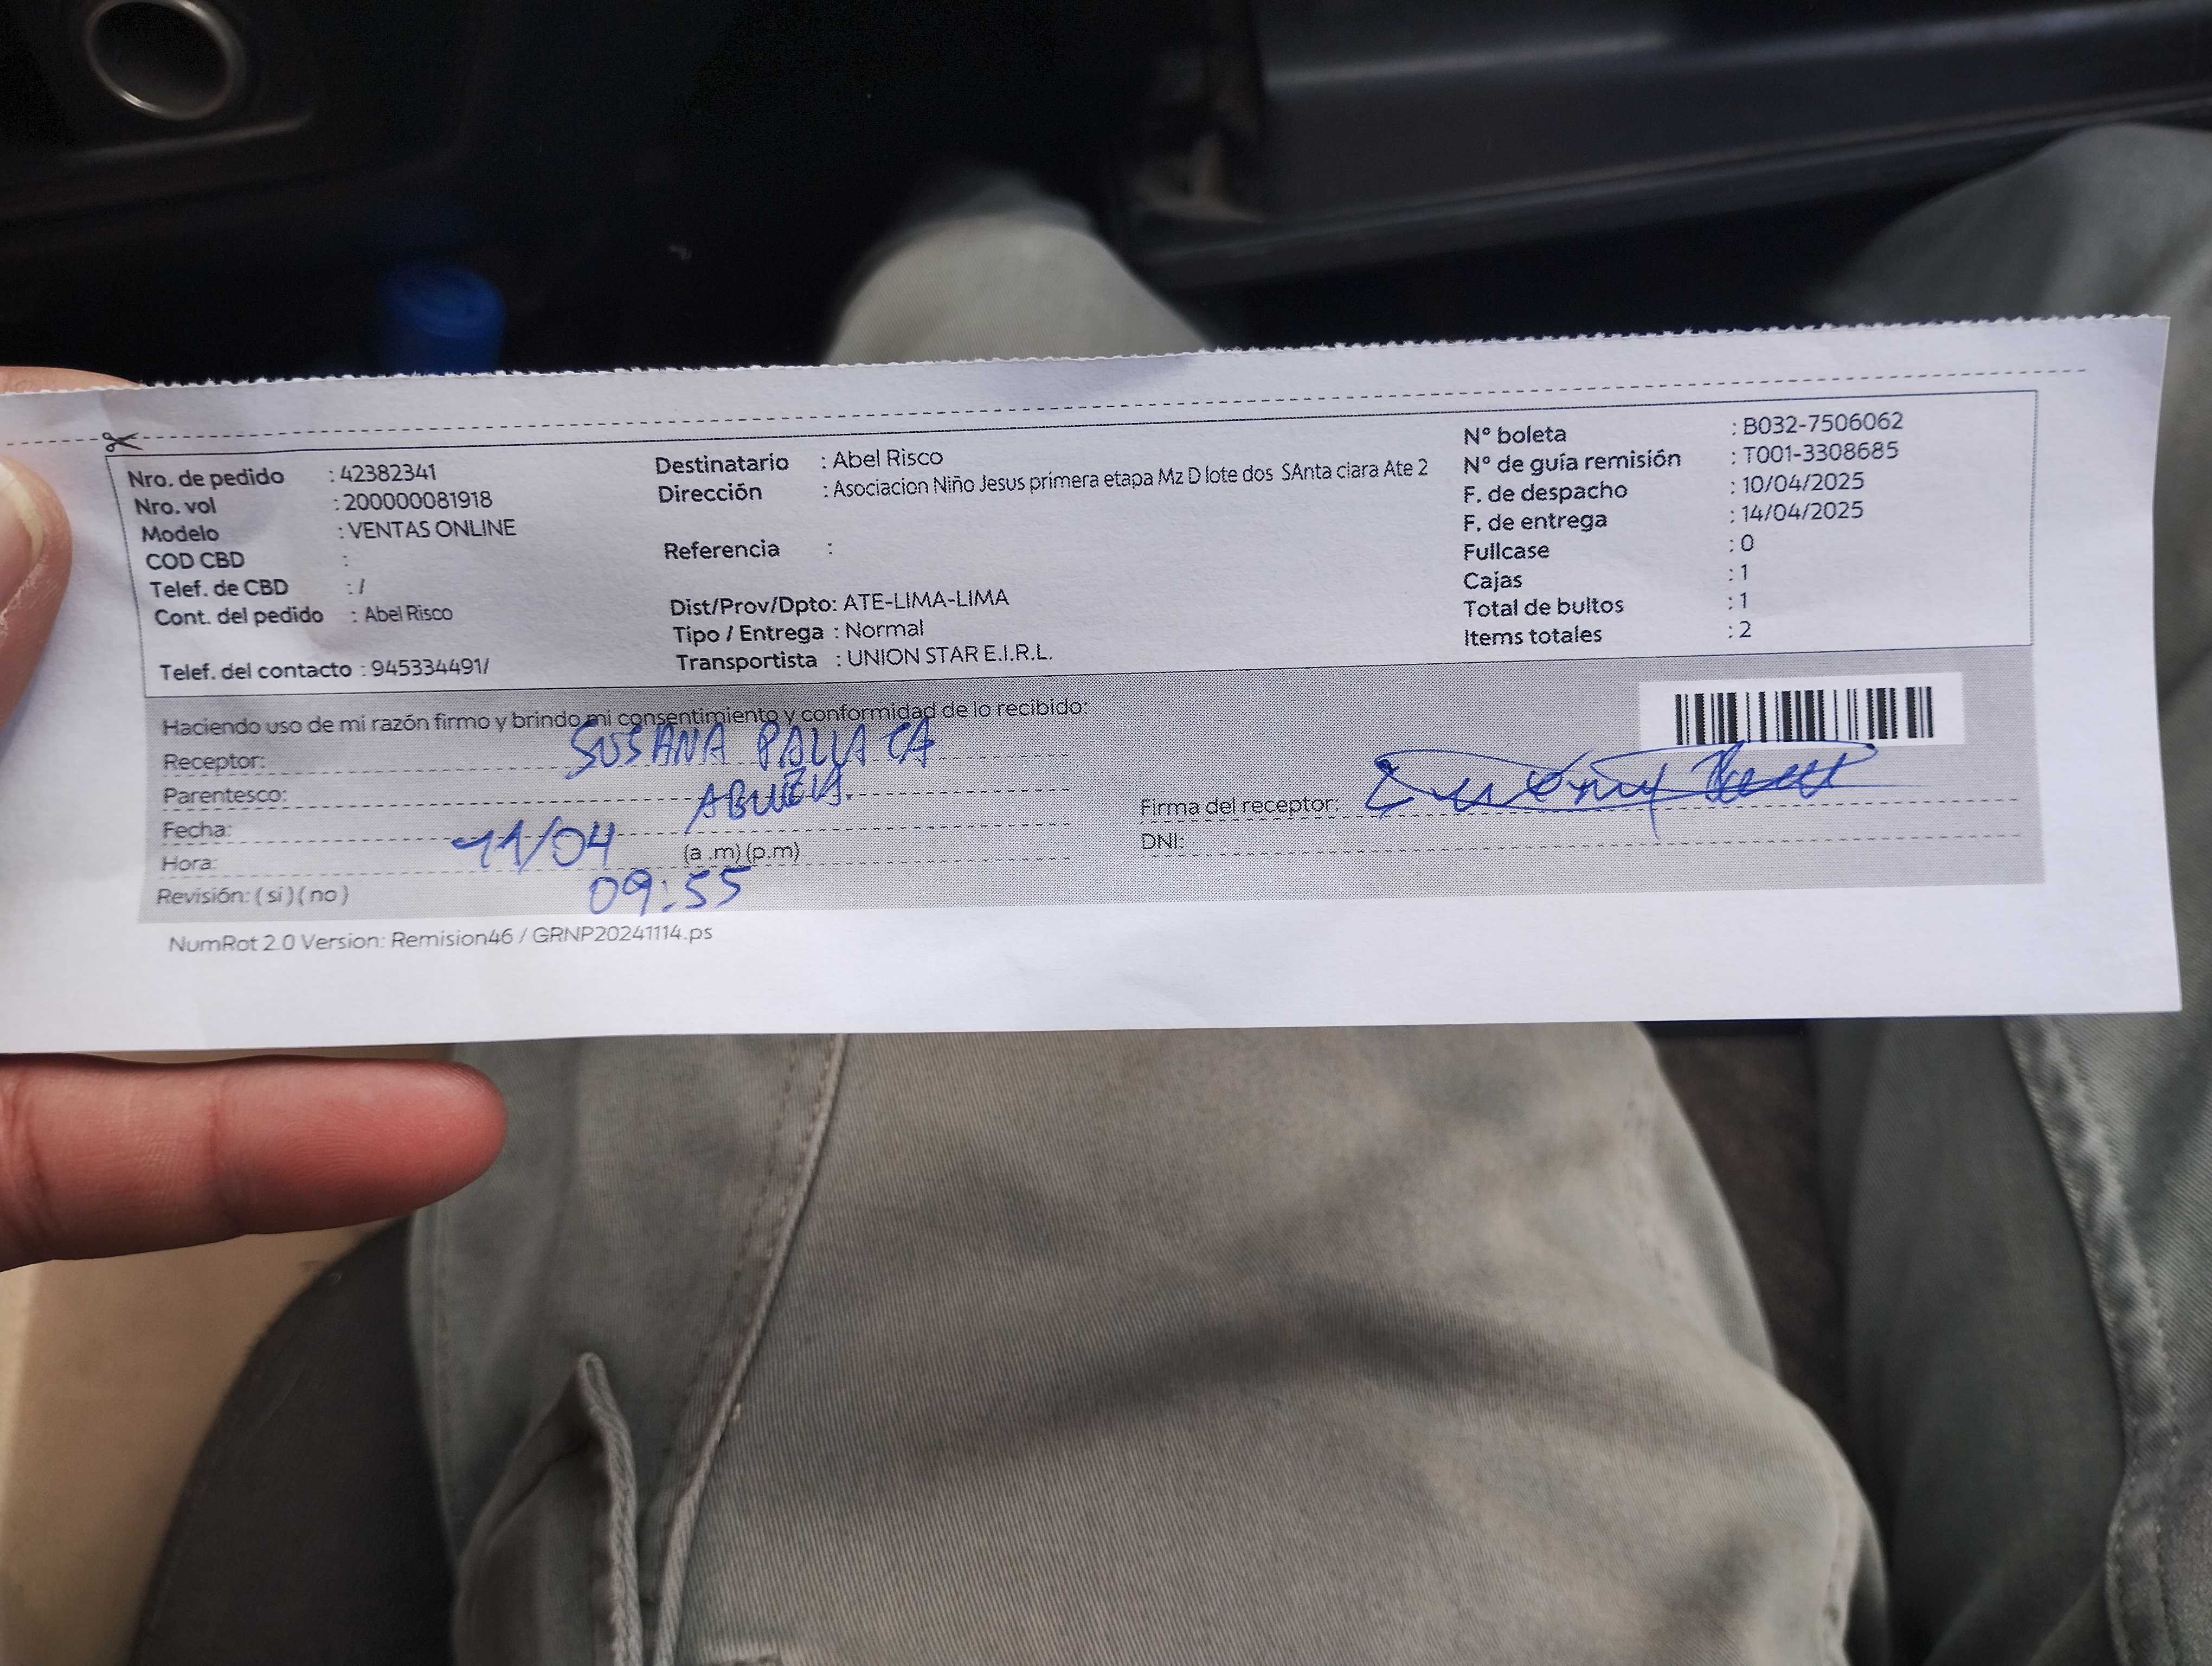 Nro. de pedido : 42382341
Nro. vol : 200000081918
Modelo : VENTAS ONLINE
COD CBD :
Telef. de CBD : /
Cont. del pedido : Abel Risco
Telef. del contacto : 945334491/
Destinatario : Abel Risco
Dirección : Asociacion Niño Jesus primera etapa Mz D lote dos SAnta clara Ate 2
Referencia :
Dist/Prov/Dpto: ATE-LIMA-LIMA
Tipo / Entrega : Normal
Transportista : UNION STAR E.I.R.L.
N° boleta : B032-7506062
N° de guía remisión : T001-3308685
F. de despacho : 10/04/2025
F. de entrega : 14/04/2025
Fullcase : 0
Cajas : 1
Total de bultos : 1
Items totales : 2
Haciendo uso de mi razón firmo y brindo mi consentimiento y conformidad de lo recibido:
Receptor: SUSANA
Parentesco: ABUELA.
Fecha: 11/04
Hora: (a .m) (p.m) 09:55
Revisión: ( si ) ( no )
Firma del receptor:
DNI:
NumRot 2.0 Version: Remision46 / GRNP20241114.ps